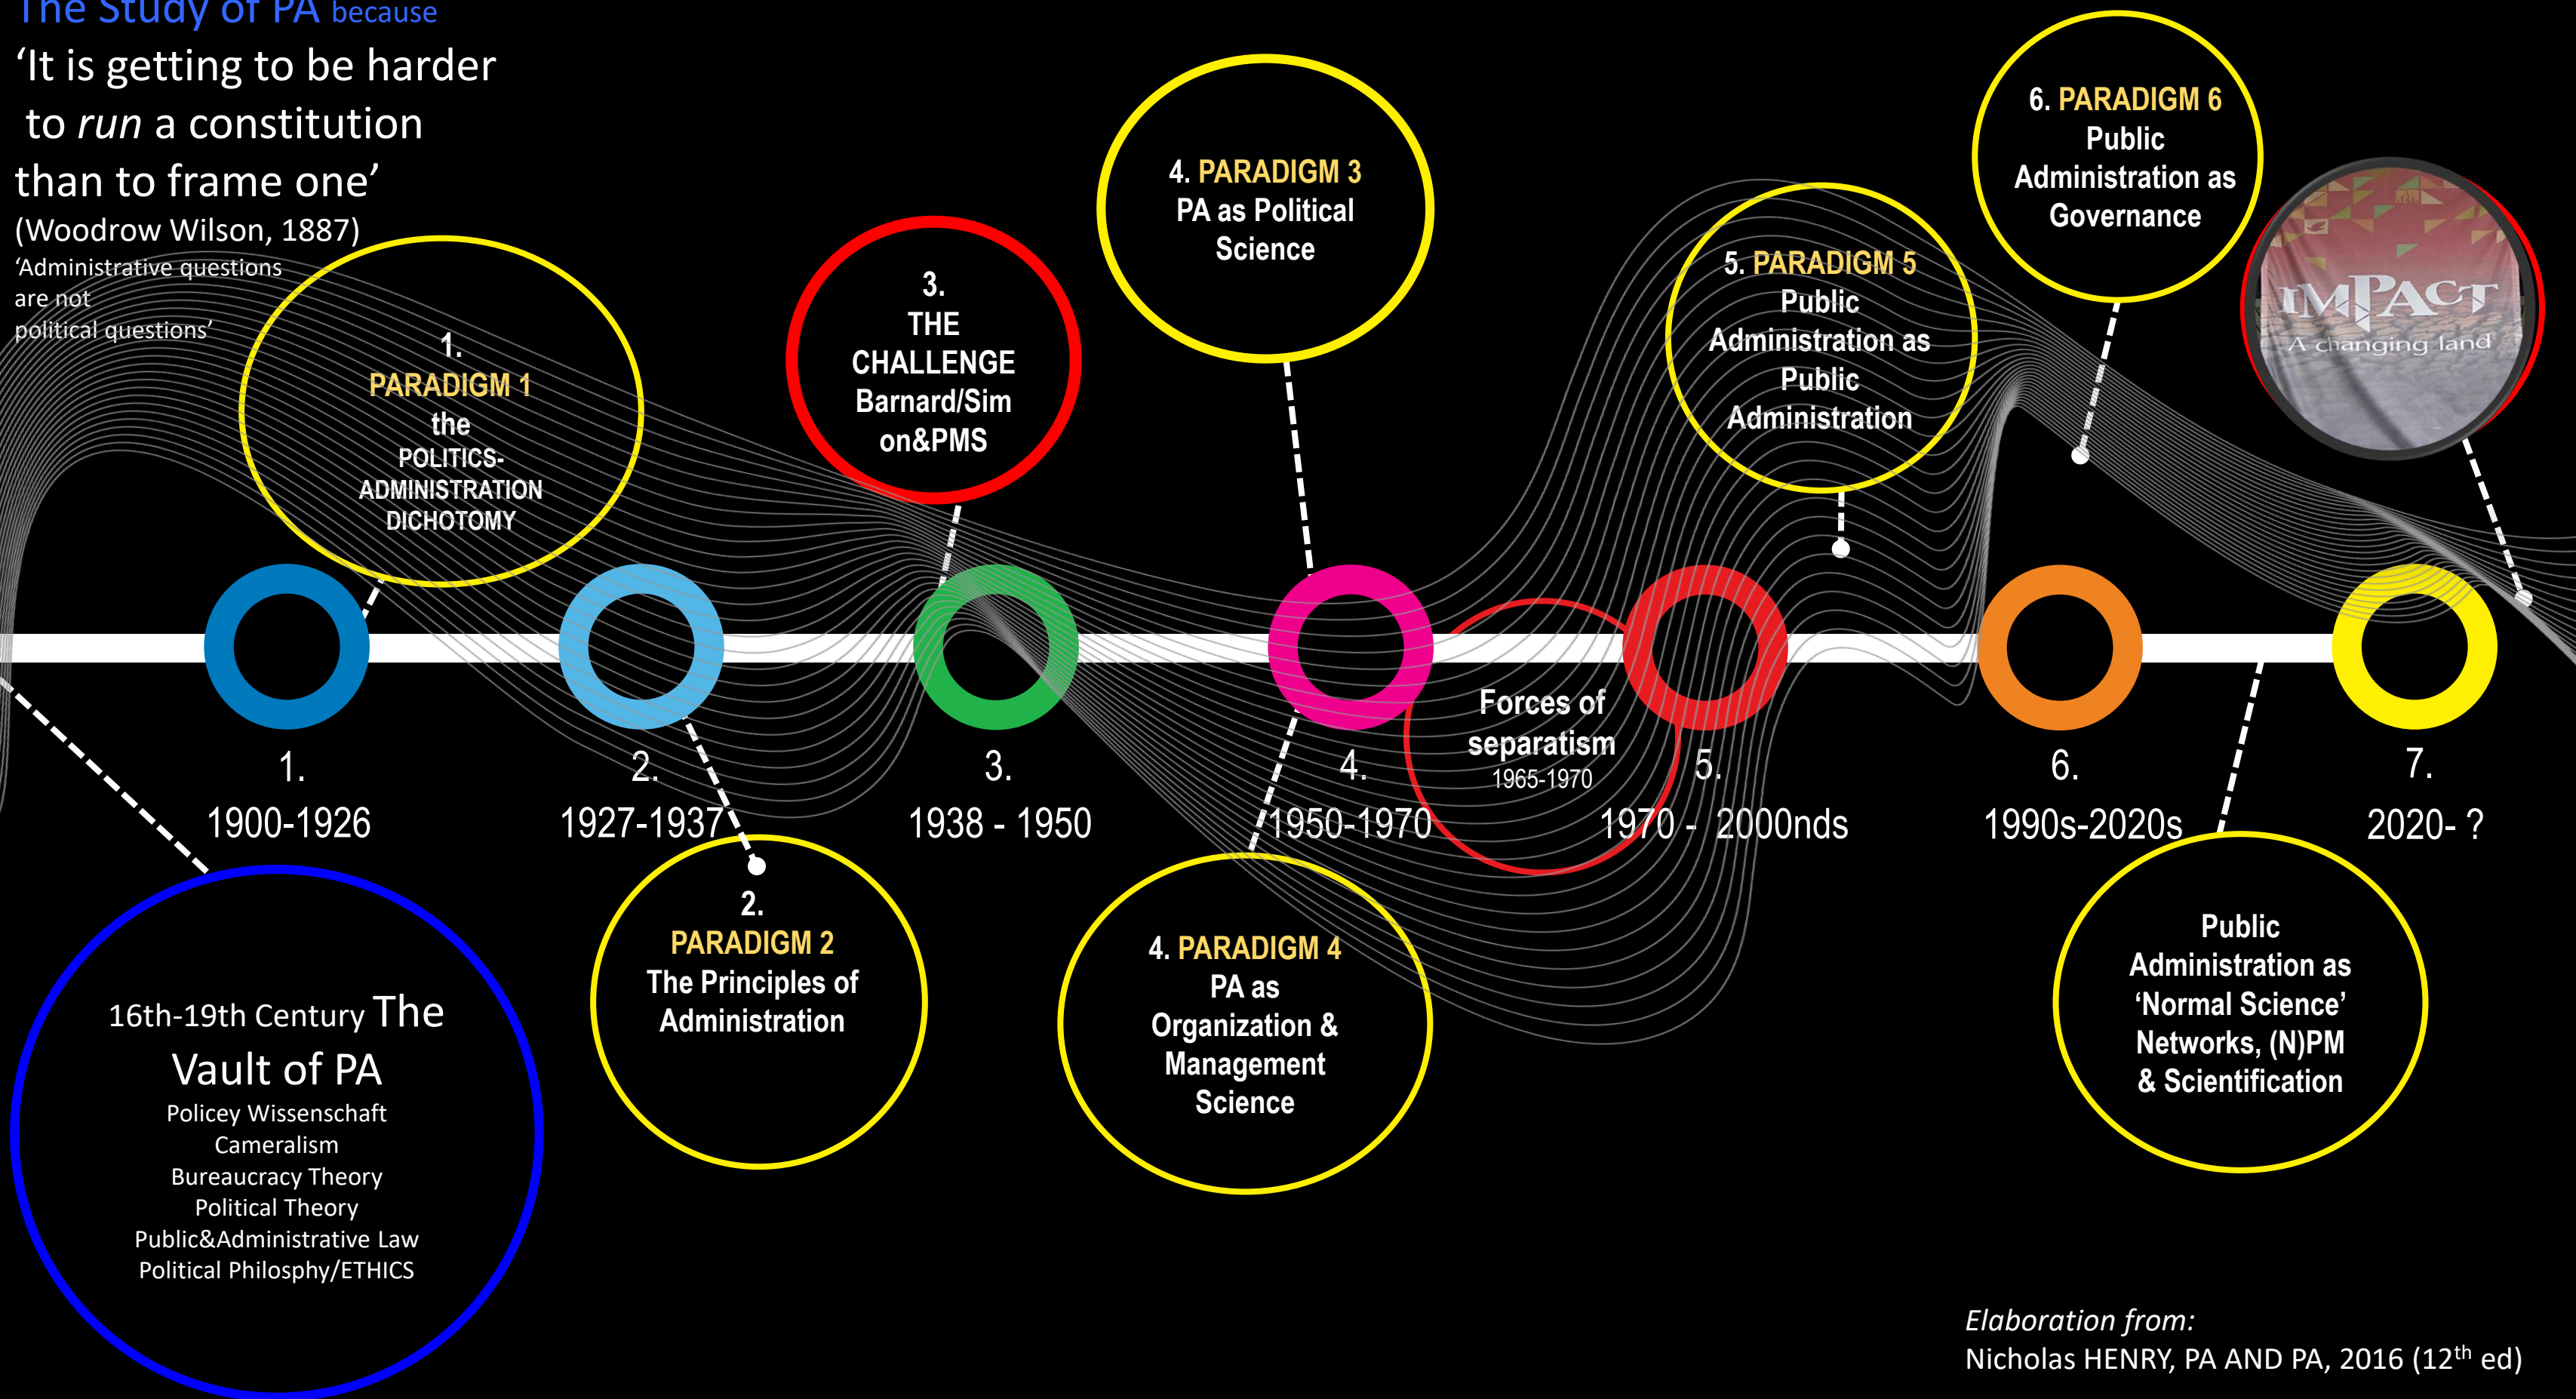 The Study of PA because
‘It is getting to be harder
to run a constitution
than to frame one’
(Woodrow Wilson, 1887)
‘Administrative questions
are not
political questions’
1.
PARADIGM 1
the
POLITICS-
ADMINISTRATION
DICHOTOMY
3.
THE
CHALLENGE
Barnard/Sim
on&PMS
4. PARADIGM 3
PA as Political
Science
5. PARADIGM 5
Public
Administration as
Public
Administration
6. PARADIGM 6
Public
Administration as
Governance
IMPACT
A changing land
1.
1900-1926
2.
1927-1937
3.
1938 - 1950
4.
1950-1970
Forces of
separatism
1965-1970
5.
1970 - 2000nds
6.
1990s-2020s
7.
2020- ?
16th-19th Century The
Vault of PA
Policey Wissenschaft
Cameralism
Bureaucracy Theory
Political Theory
Public&Administrative Law
Political Philosphy/ETHICS
2.
PARADIGM 2
The Principles of
Administration
4. PARADIGM 4
PA as
Organization &
Management
Science
Public
Administration as
‘Normal Science’
Networks, (N)PM
& Scientification
Elaboration from:
Nicholas HENRY, PA AND PA, 2016 (12th ed)